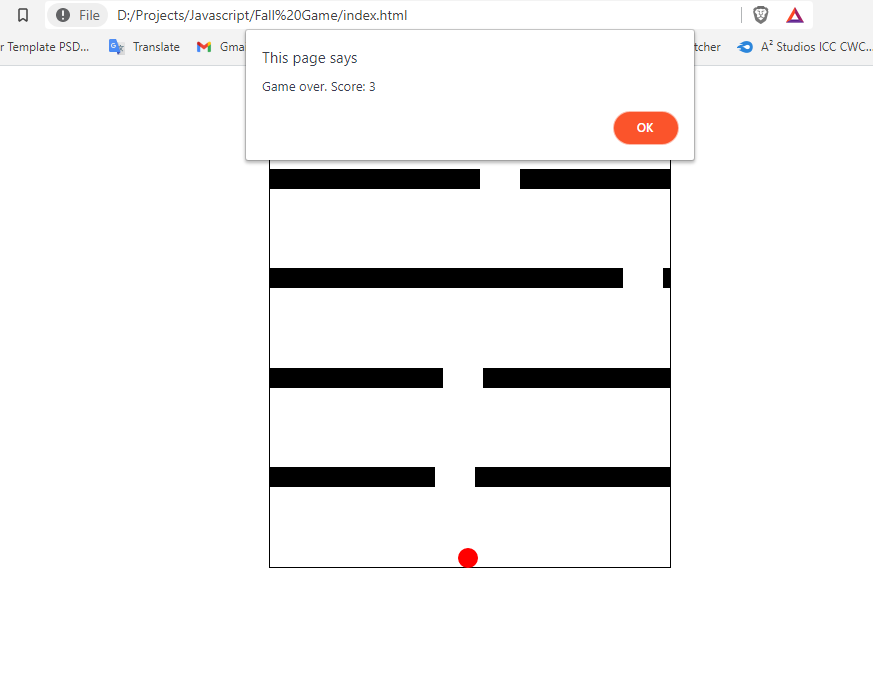 File D:/Projects/Javascript/Fall%20Game/index.html
r Template PSD... Translate Gma tcher A² Studios ICC CWC...
This page says
Game over. Score: 3
OK